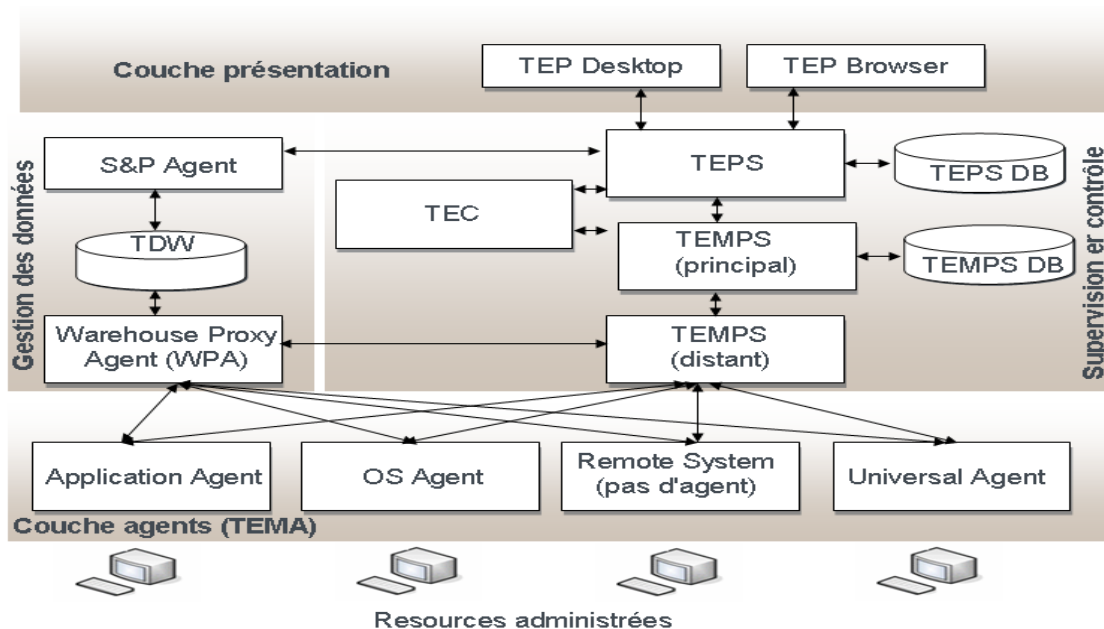 Couche présentation
TEP Desktop
TEP Browser
Gestion des données
S&P Agent
TDW
Warehouse Proxy
Agent (WPA)
TEPS
TEPS DB
TEC
TEMPS
(principal)
TEMPS DB
TEMPS
(distant)
Supervision er contrôle
Application Agent
OS Agent
Remote System
(pas d'agent)
Universal Agent
Couche agents (TEMA)
Resources administrées